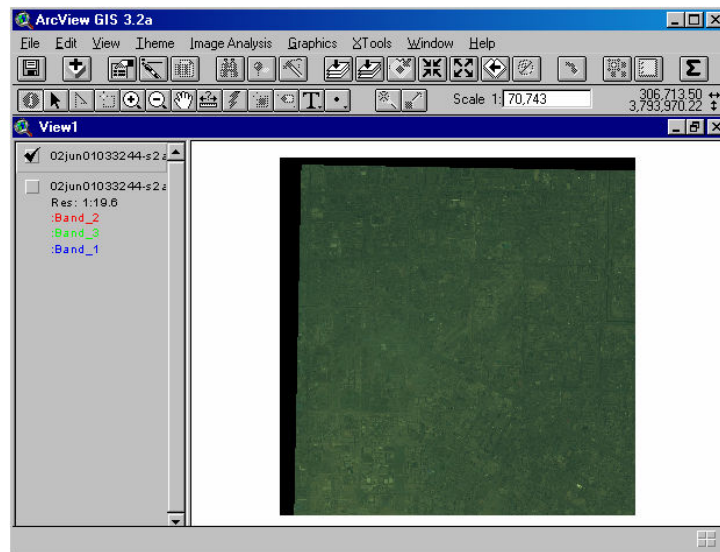 ArcView GIS 3.2a
File Edit View Theme Image Analysis Graphics XTools Window Help
Σ
T
Scale 1: 70,743 306,713.50
3,793,970.22
View1
02jun01033244-s2a
02jun01033244-s2a
Res: 1:19.6
:Band_2
:Band_3
:Band_1